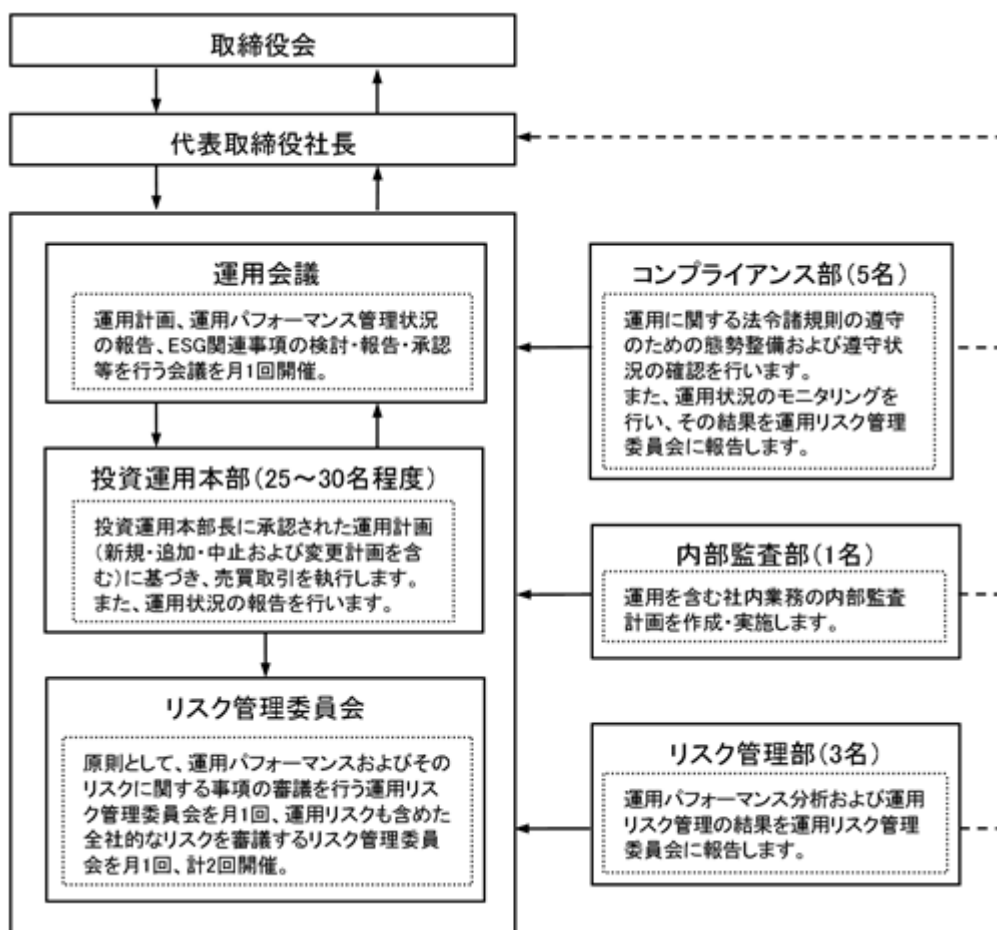 取締役会
代表取締役社長
運用会議
運用計画、運用パフォーマンス管理状況
の報告、ESG関連事項の検討・報告・承認
等を行う会議を月1回開催。
投資運用本部(25～30名程度)
投資運用本部長に承認された運用計画
(新規・追加・中止および変更計画を含
む)に基づき、売買取引を執行します。
また、運用状況の報告を行います。
リスク管理委員会
原則として、運用パフォーマンスおよびその
リスクに関する事項の審議を行う運用リス
ク管理委員会を月1回、運用リスクも含めた
全社的なリスクを審議するリスク管理委員
会を月1回、計2回開催。
コンプライアンス部(5名)
運用に関する法令諸規則の遵守
のための態勢整備および遵守状
況の確認を行います。
また、運用状況のモニタリングを
行い、その結果を運用リスク管理
委員会に報告します。
内部監査部(1名)
運用を含む社内業務の内部監査
計画を作成・実施します。
リスク管理部(3名)
運用パフォーマンス分析および運用
リスク管理の結果を運用リスク管理
委員会に報告します。